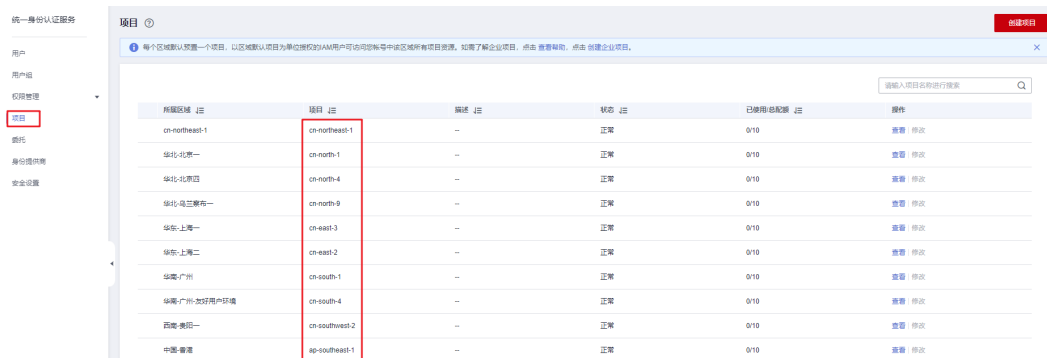 统一身份认证服务
用户
用户组
权限管理
项目
委托
身份提供商
安全设置
项目 ?
创建项目
每个区域默认预置一个项目，以区域默认项目为单位授权的IAM用户可访问您帐号中该区域所有项目资源。如需了解企业项目，点击 查看帮助，点击 创建企业项目。
请输入项目名称进行搜索
所属区域 项目 描述 状态 已使用/总配额 操作
cn-northeast-1 cn-northeast-1 -- 正常 0/10 查看 | 修改
华北-北京一 cn-north-1 -- 正常 0/10 查看 | 修改
华北-北京四 cn-north-4 -- 正常 0/10 查看 | 修改
华北-乌兰察布一 cn-north-9 -- 正常 0/10 查看 | 修改
华东-上海一 cn-east-3 -- 正常 0/10 查看 | 修改
华东-上海二 cn-east-2 -- 正常 0/10 查看 | 修改
华南-广州 cn-south-1 -- 正常 0/10 查看 | 修改
华南-广州-友好用户环境 cn-south-4 -- 正常 0/10 查看 | 修改
西南-贵阳一 cn-southwest-2 -- 正常 0/10 查看 | 修改
中国-香港 ap-southeast-1 -- 正常 0/10 查看 | 修改